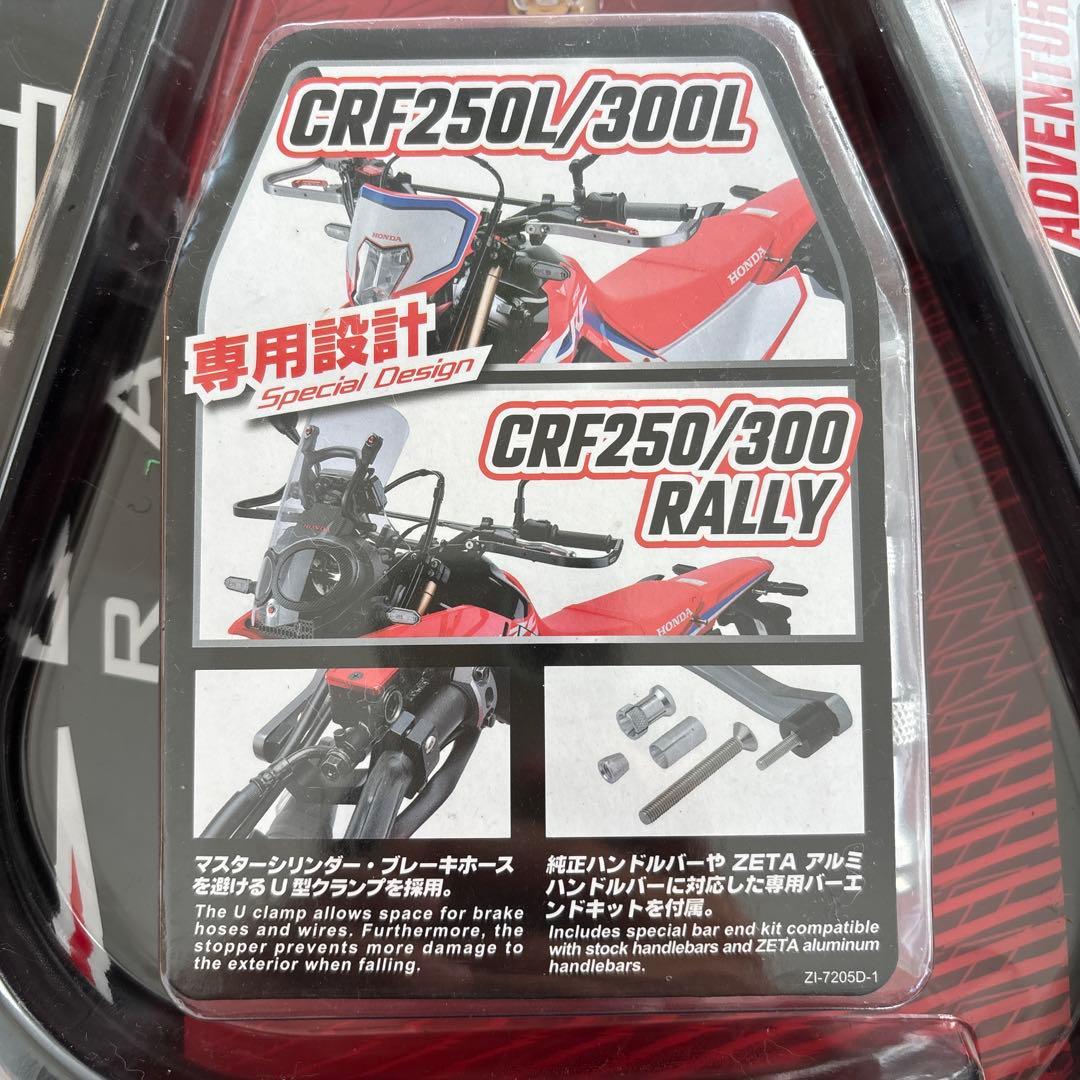 CRF250L/300L
HONDA
HONDA
専用設計
Special Design
CRF250/300
RALLY
HONDA
HONDA
マスターシリンダー・ブレーキホース
を避けるU型クランプを採用。
The U clamp allows space for brake
hoses and wires. Furthermore, the
stopper prevents more damage to
the exterior when falling.
純正ハンドルバーや ZETA アルミ
ハンドルバーに対応した専用バーエ
ンドキットを付属。
Includes special bar end kit compatible
with stock handlebars and ZETA aluminum
handlebars.
ZI-7205D-1
ADVENTUR
R A